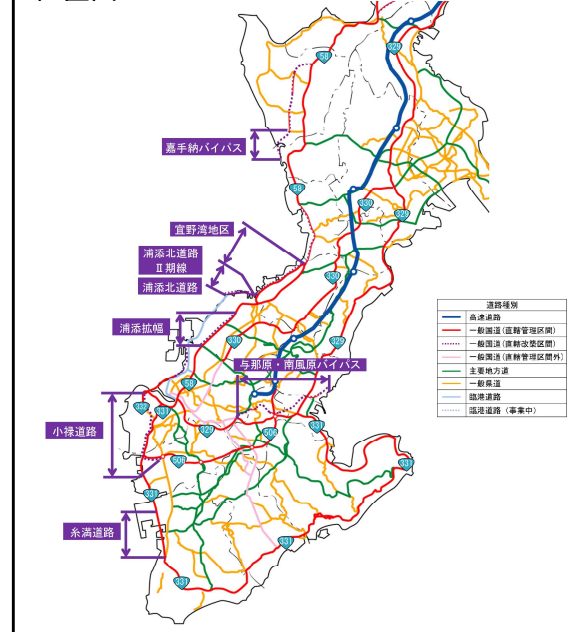 329
58
嘉手納バイパス
58
330
329
宜野湾地区
浦添北道路
Ⅱ期線
浦添北道路
330
浦添拡幅
330
329
与那原・南風原バイパス
58
332
331
小禄道路
329
506
331
506
331
331
糸満道路
331
331
道路種別
高速道路
一般国道(直轄管理区間)
一般国道(直轄改築区間)
一般国道(直轄管理区間外)
主要地方道
一般県道
臨港道路
臨港道路(事業中)